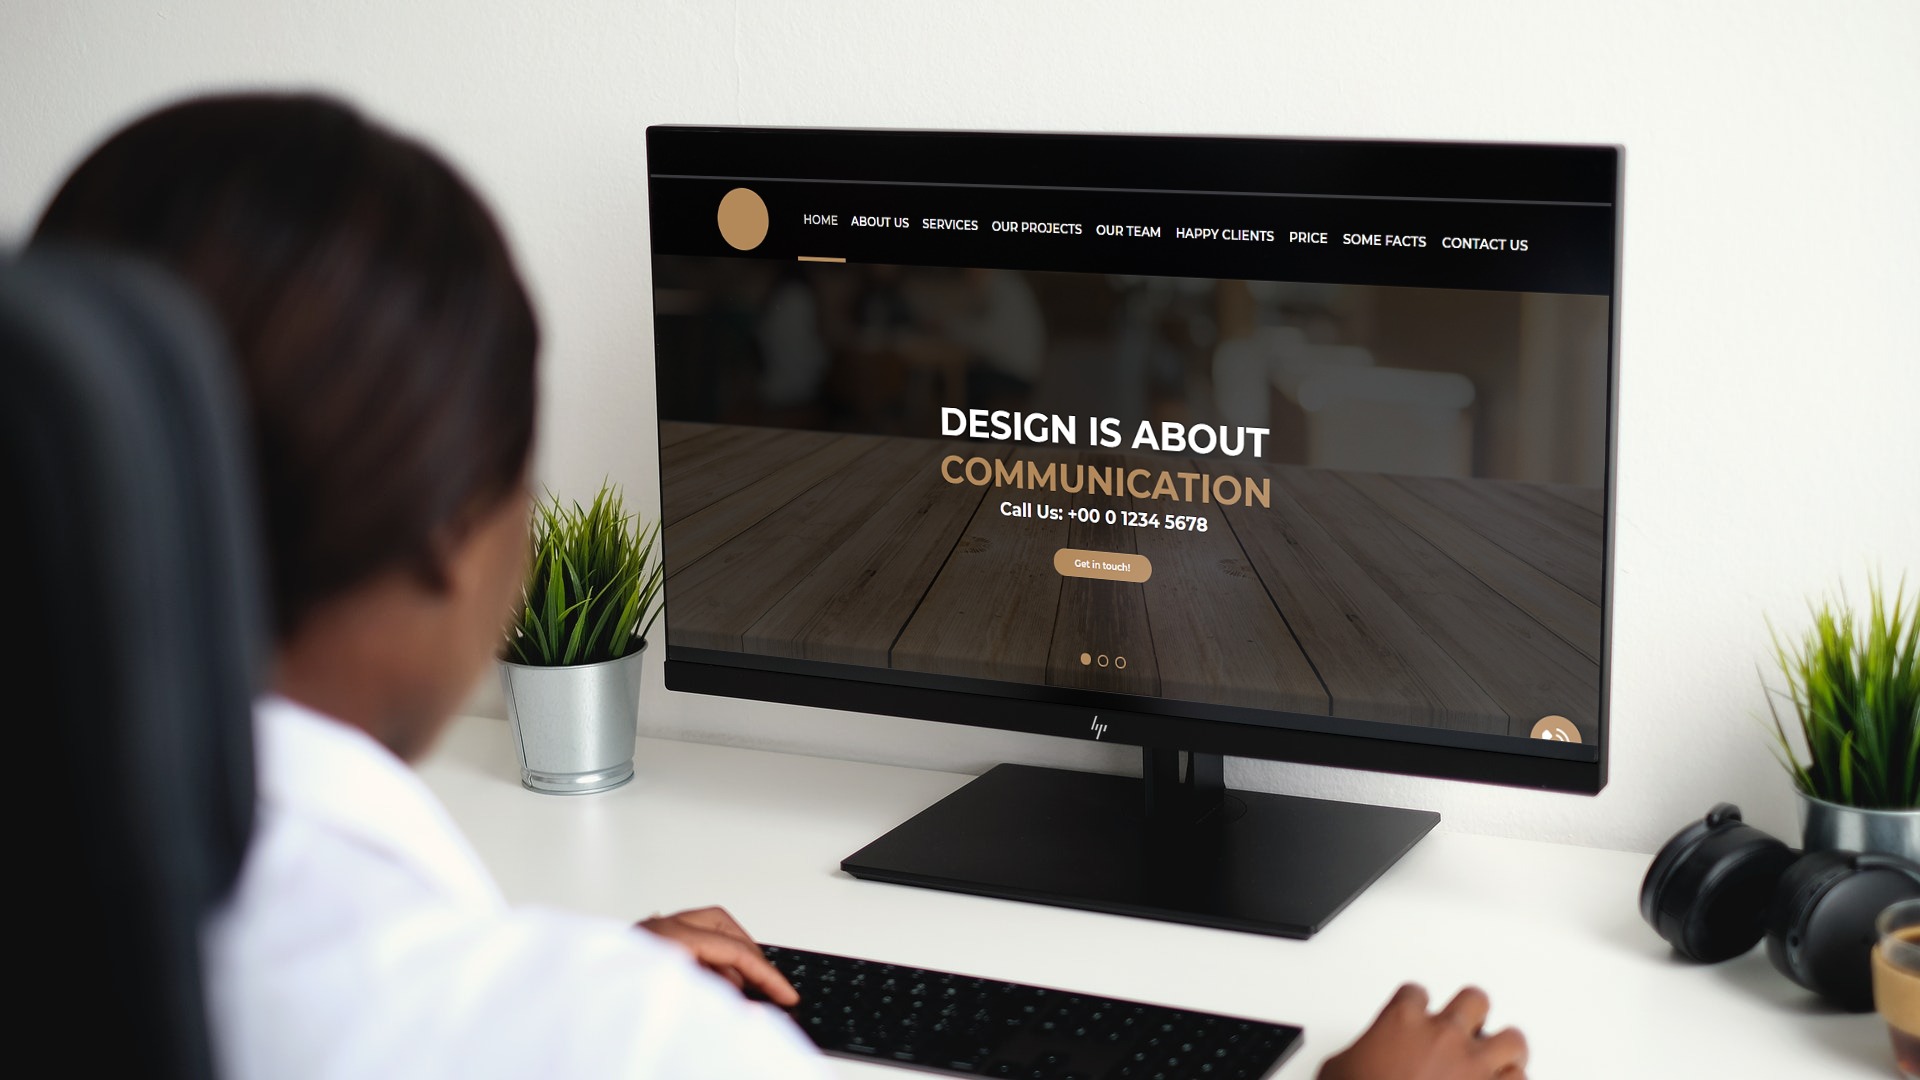 HOME ABOUT US SERVICES OUR PROJECTS OUR TEAM HAPPY CLIENTS PRICE SOME FACTS CONTACT US
DESIGN IS ABOUT
COMMUNICATION
Call Us: +00 0 1234 5678
Get in touch!
hp